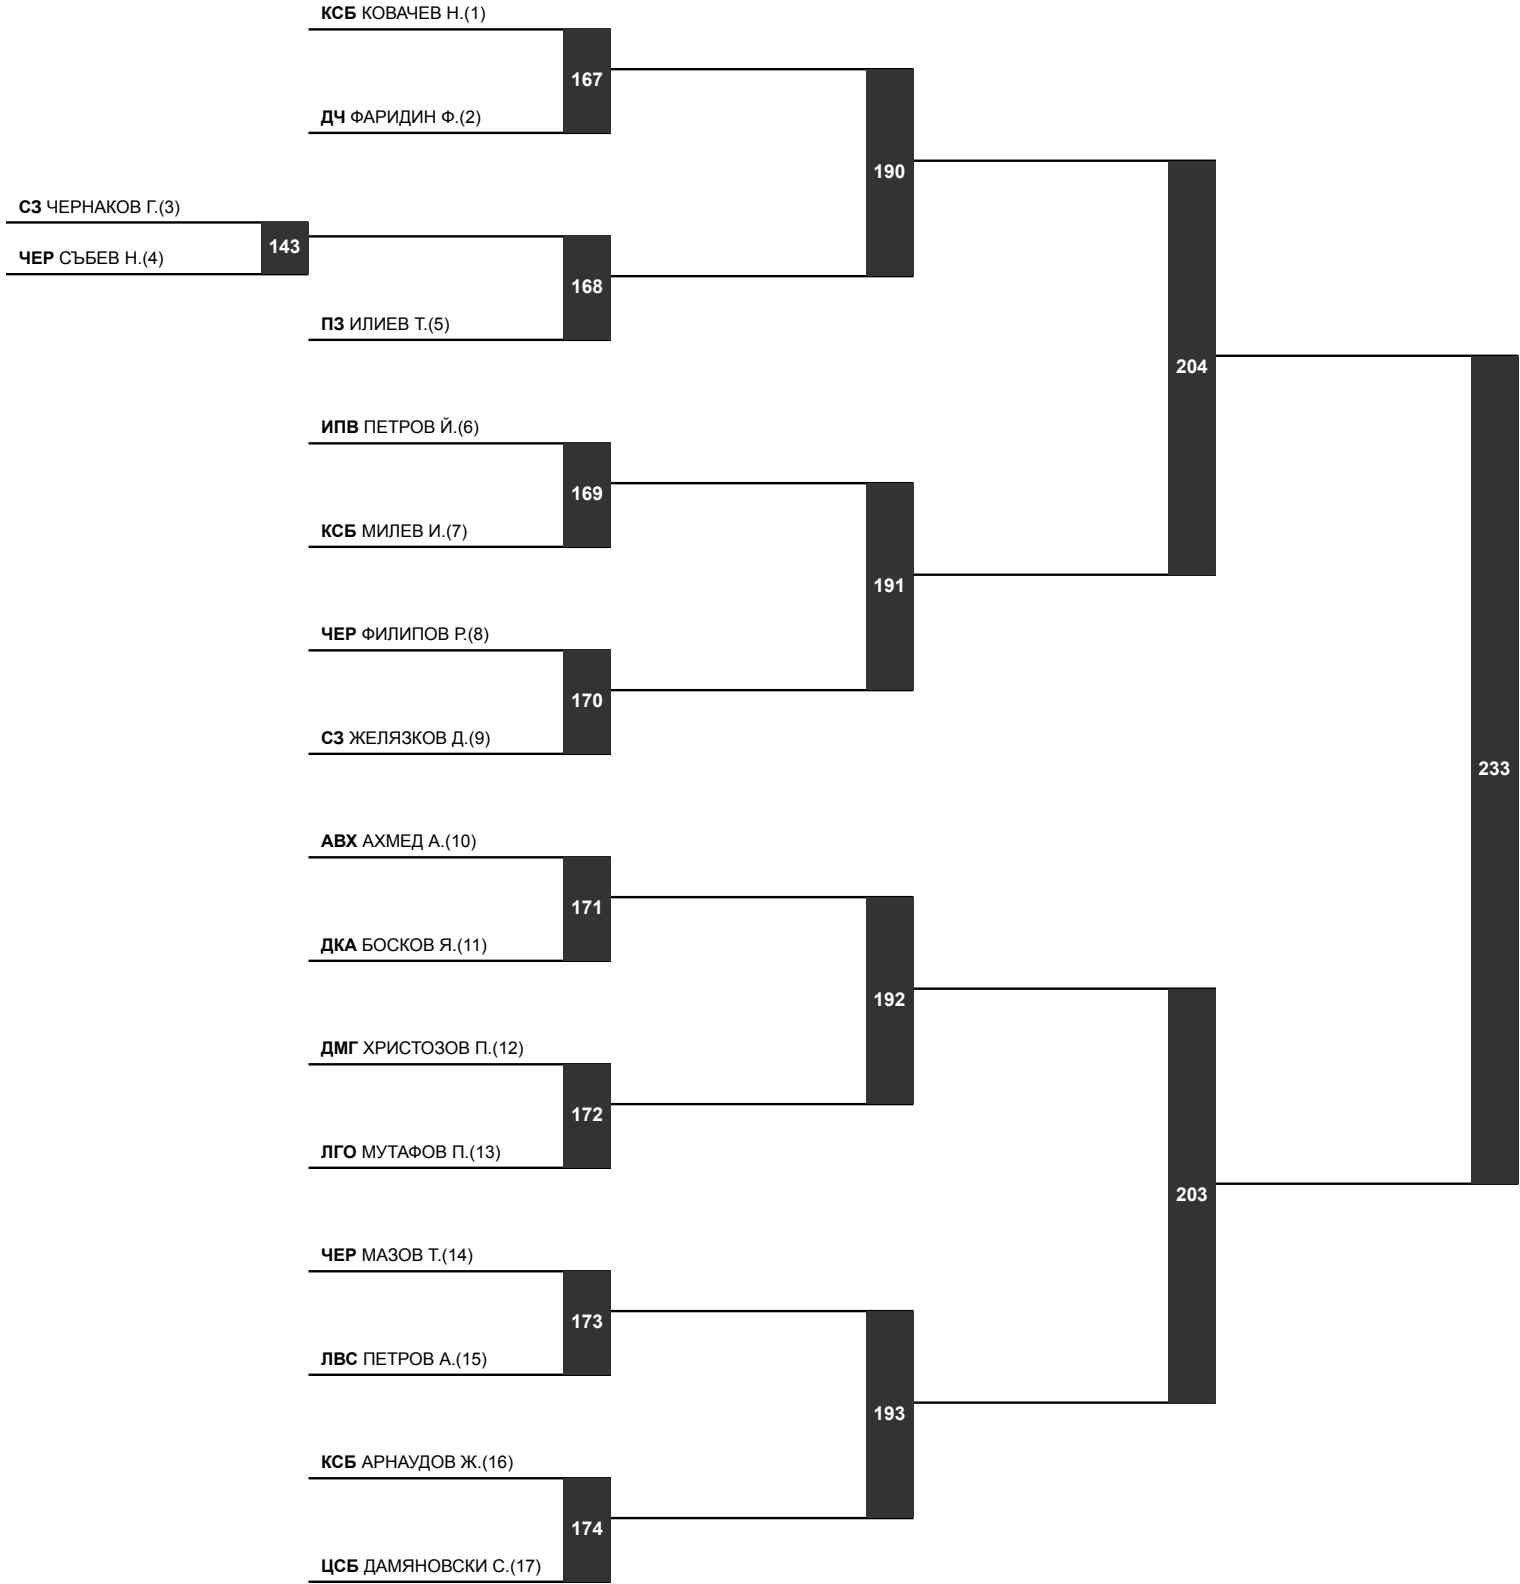 КСБ КОВАЧЕВ Н.(1)
167
ДЧ ФАРИДИН Ф.(2)
190
СЗ ЧЕРНАКОВ Г.(3)
143
ЧЕР СЪБЕВ Н.(4)
168
ПЗ ИЛИЕВ Т.(5)
204
ИПВ ПЕТРОВ Й.(6)
169
КСБ МИЛЕВ И.(7)
191
ЧЕР ФИЛИПОВ Р.(8)
170
СЗ ЖЕЛЯЗКОВ Д.(9)
233
АВХ АХМЕД А.(10)
171
ДКА БОСКОВ Я.(11)
192
ДМГ ХРИСТОЗОВ П.(12)
172
ЛГО МУТАФОВ П.(13)
203
ЧЕР МАЗОВ Т.(14)
173
ЛВС ПЕТРОВ А.(15)
193
КСБ АРНАУДОВ Ж.(16)
174
ЦСБ ДАМЯНОВСКИ С.(17)